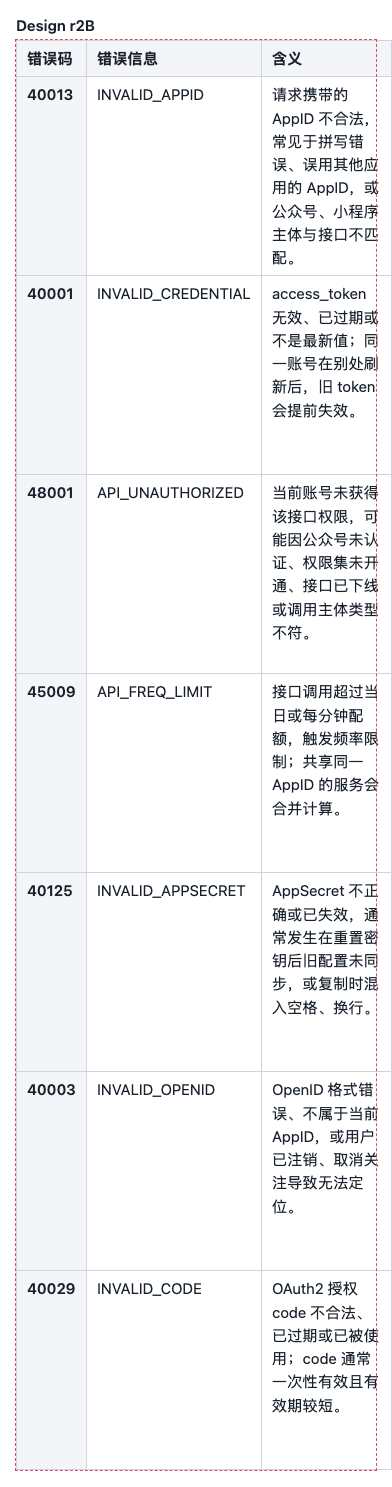 Design r2B
错误码 错误信息 含义
40013 INVALID_APPID 请求携带的
AppID 不合法，
常见于拼写错
误、误用其他应
用的 AppID，或
公众号、小程序
主体与接口不匹
配。
40001 INVALID_CREDENTIAL access_token
无效、已过期或
不是最新值；同
一账号在别处刷
新后，旧 token
会提前失效。
48001 API_UNAUTHORIZED 当前账号未获得
该接口权限，可
能因公众号未认
证、权限集未开
通、接口已下线
或调用主体类型
不符。
45009 API_FREQ_LIMIT 接口调用超过当
日或每分钟配
额，触发频率限
制；共享同一
AppID 的服务会
合并计算。
40125 INVALID_APPSECRET AppSecret 不正
确或已失效，通
常发生在重置密
钥后旧配置未同
步，或复制时混
入空格、换行。
40003 INVALID_OPENID OpenID 格式错
误、不属于当前
AppID，或用户
已注销、取消关
注导致无法定
位。
40029 INVALID_CODE OAuth2 授权
code 不合法、
已过期或已被使
用；code 通常
一次性有效且有
效期较短。